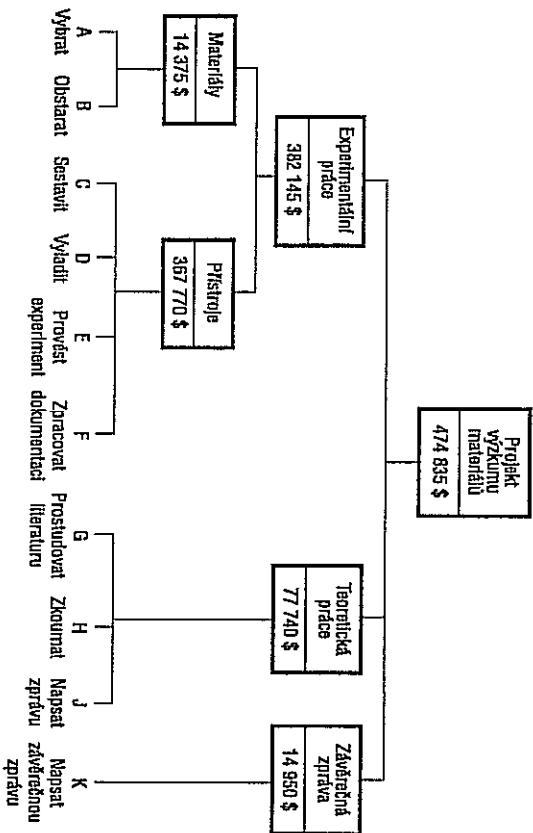 Projekt
výzkumu
materiálů
474 835 $
Experimentální
práce
382 145 $
Teoretická
práce
77 740 $
Závěrečná
zpráva
14 950 $
Materiály
14 375 $
Přístroje
367 770 $
A
Vybrat
B
Obstarat
C
Sestavit
D
Vyladit
E
Provést
experiment
F
Zpracovat
dokumentaci
G
Prostudovat
literaturu
H
Zkoumat
J
Napsat
zprávu
K
Napsat
závěrečnou
zprávu